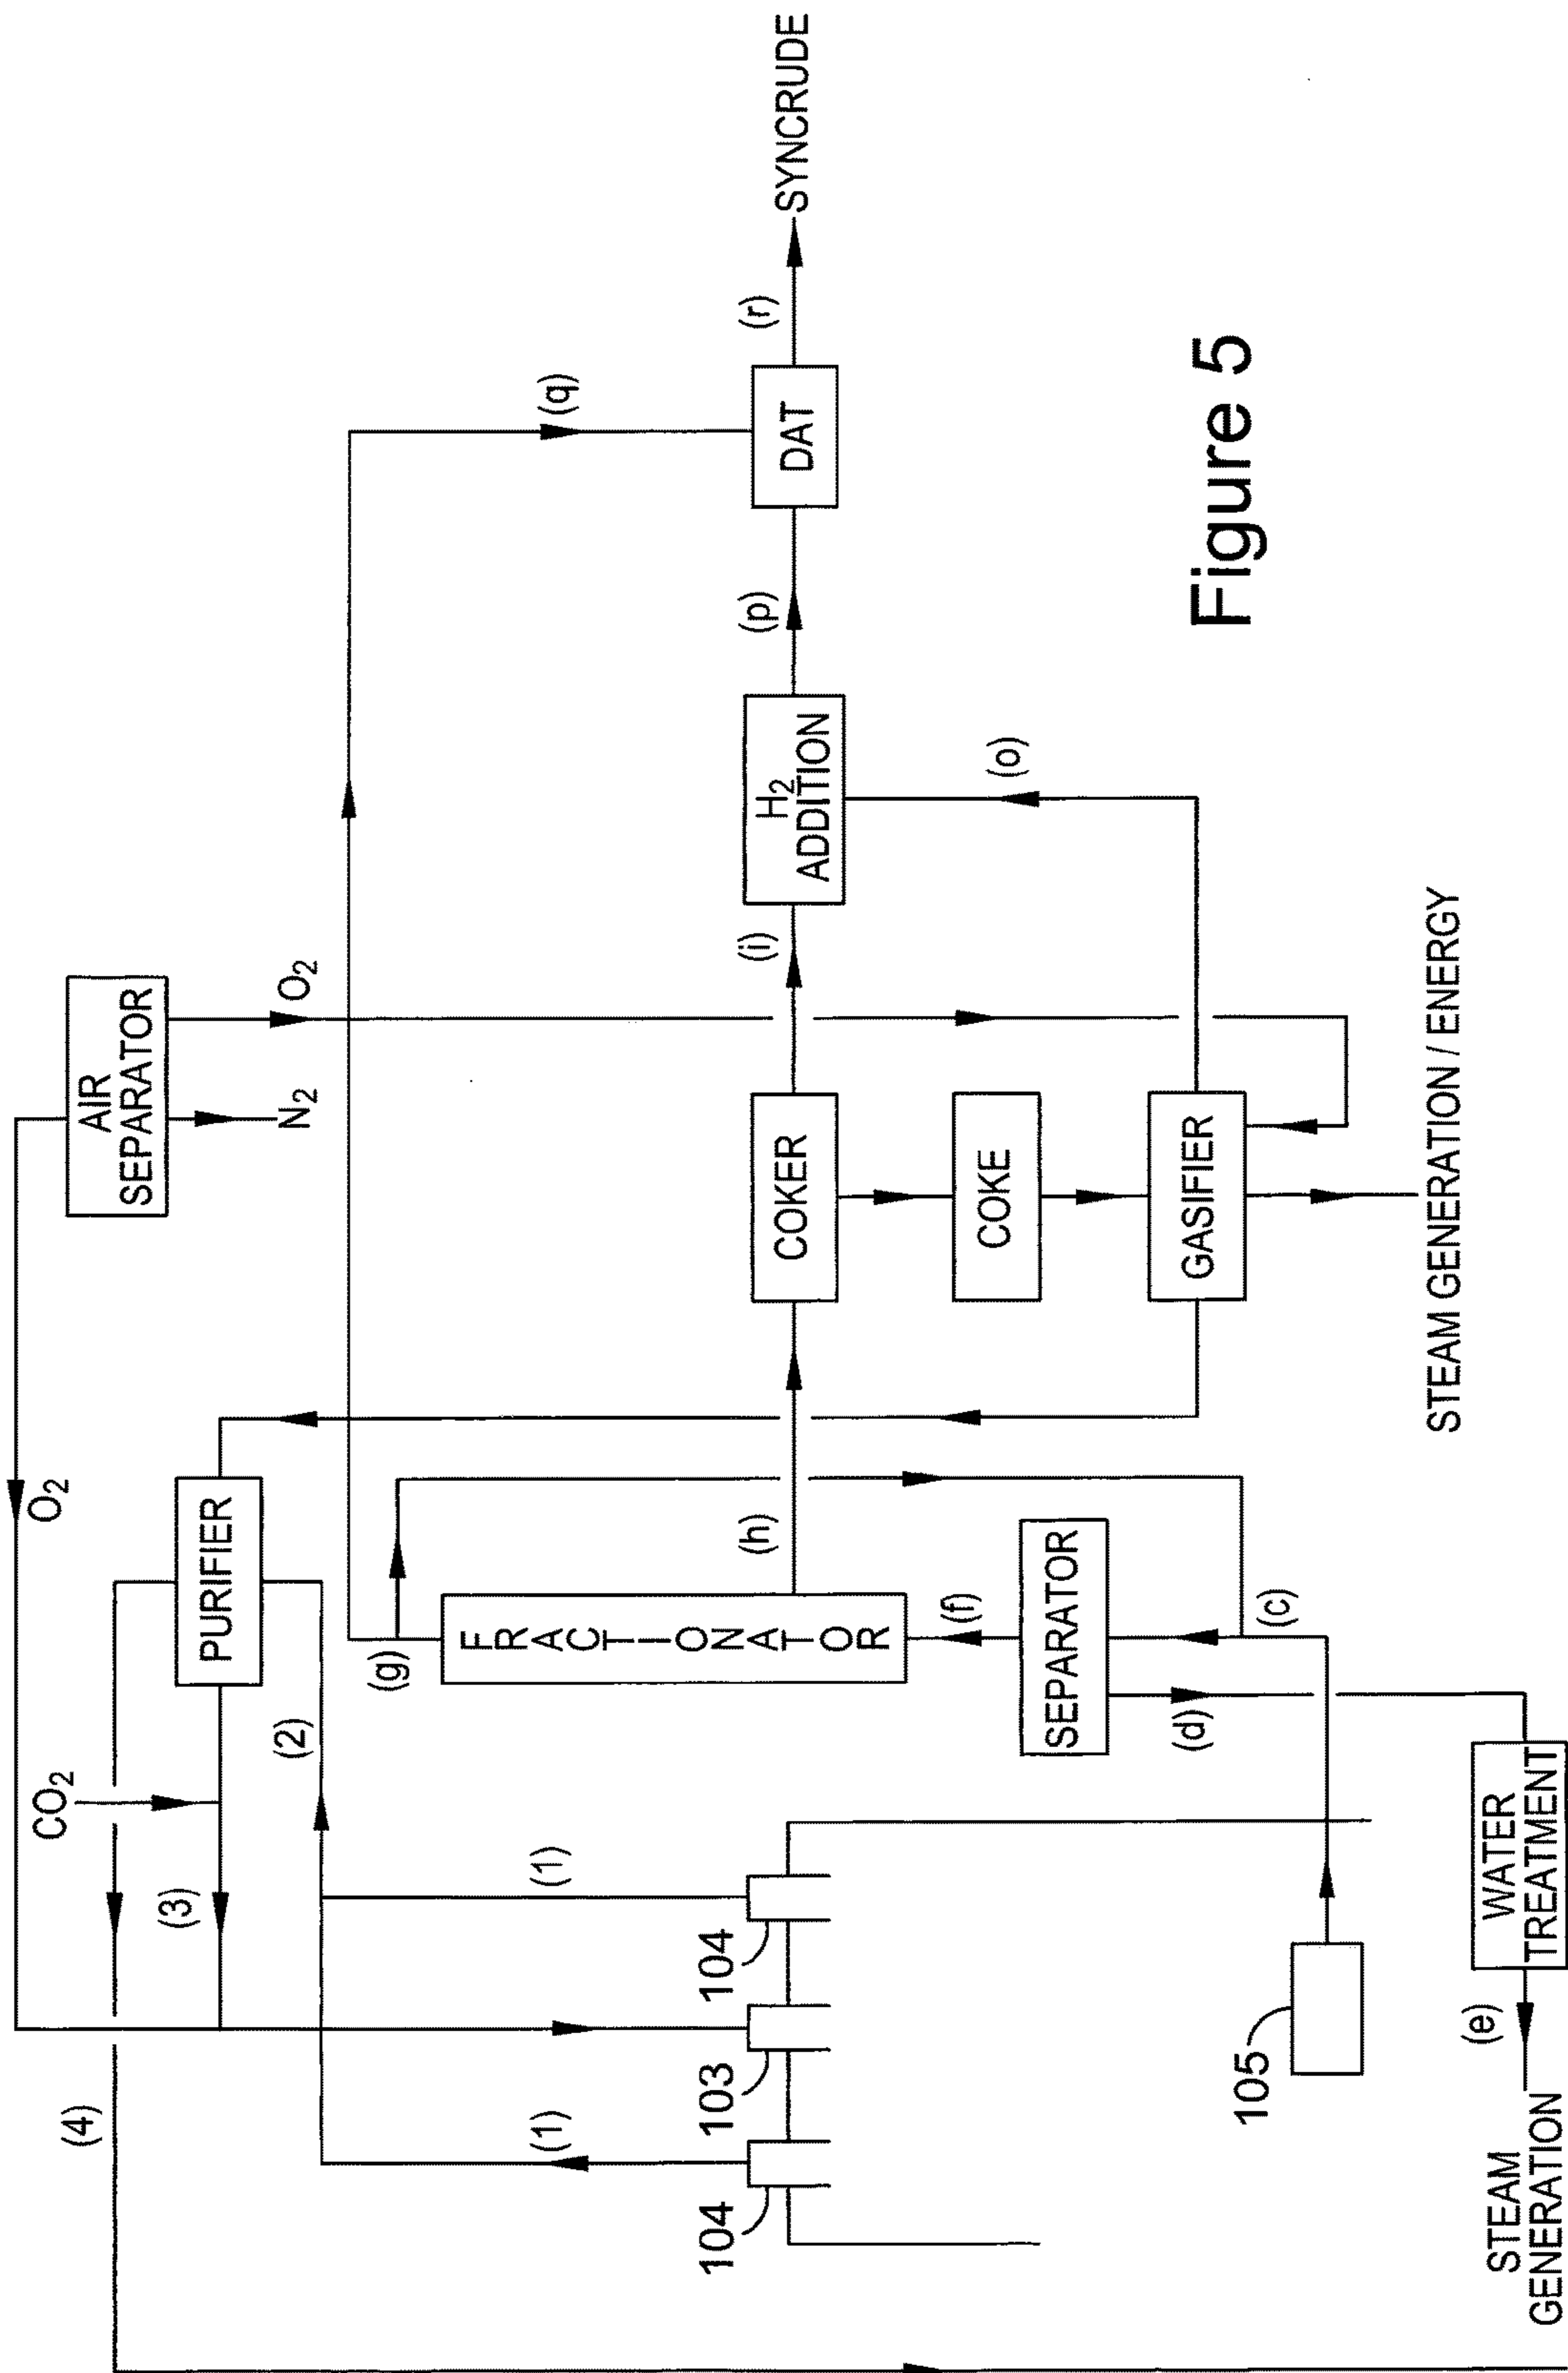 O2
AIR
SEPARATOR
N2
O2
PURIFIER
CO2
(4)
(3)
(2)
(1)
(1)
(g)
(q)
FRACTIONATOR
(h)
COKER
(i)
H2
ADDITION
(p)
DAT
(r)
SYNCRUDE
104
103
104
(f)
SEPARATOR
(c)
(d)
COKE
GASIFIER
(o)
STEAM GENERATION / ENERGY
105
WATER
TREATMENT
(e)
STEAM
GENERATION
Figure 5